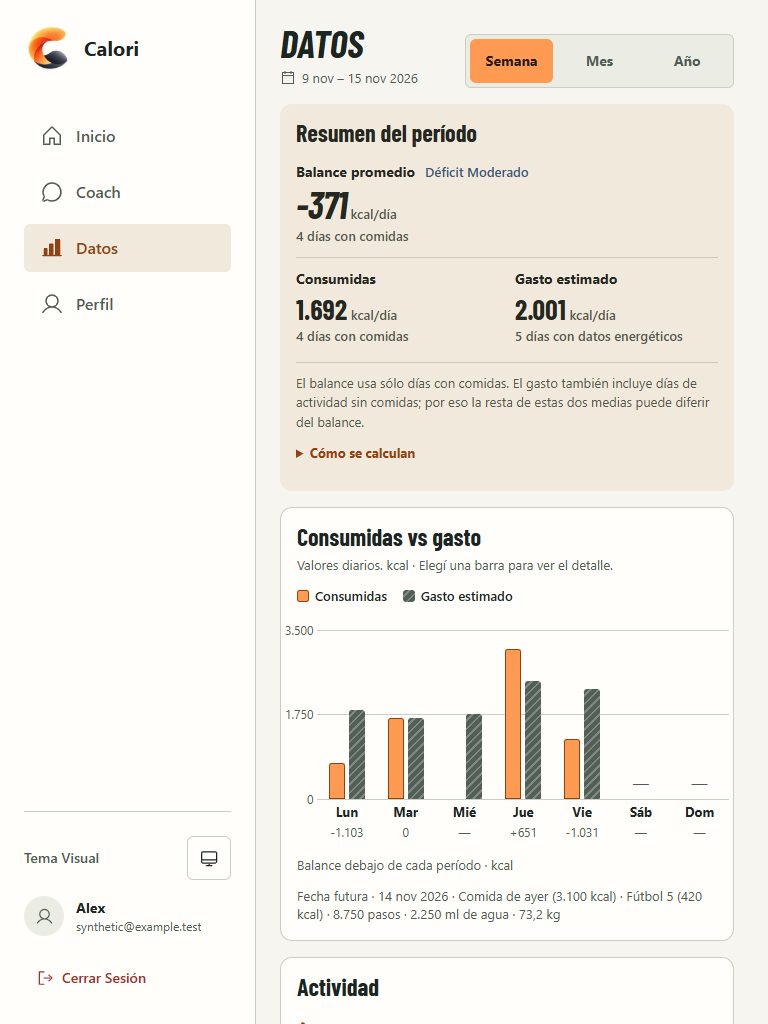 Calori
Inicio
Coach
Datos
Perfil
Tema Visual
Alex
synthetic@example.test
Cerrar Sesión
DATOS
9 nov – 15 nov 2026
Semana Mes Año
Resumen del período
Balance promedio Déficit Moderado
-371 kcal/día
4 días con comidas
Consumidas Gasto estimado
1.692 kcal/día 2.001 kcal/día
4 días con comidas 5 días con datos energéticos
El balance usa sólo días con comidas. El gasto también incluye días de
actividad sin comidas; por eso la resta de estas dos medias puede diferir
del balance.
Cómo se calculan
Consumidas vs gasto
Valores diarios. kcal · Elegí una barra para ver el detalle.
Consumidas Gasto estimado
3.500
1.750
0
Lun Mar Mié Jue Vie Sáb Dom
-1.103 0 — +651 -1.031 — —
Balance debajo de cada período · kcal
Fecha futura · 14 nov 2026 · Comida de ayer (3.100 kcal) · Fútbol 5 (420
kcal) · 8.750 pasos · 2.250 ml de agua · 73,2 kg
Actividad